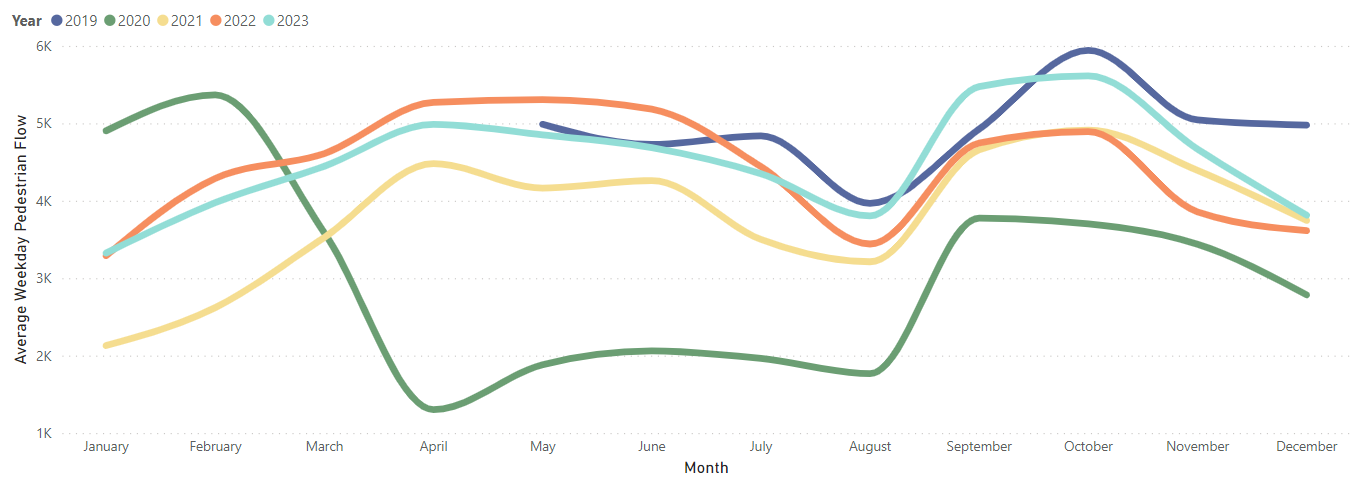 Year 2019 2020 2021 2022 2023
6K
5K
4K
3K
2K
1K
Average Weekday Pedestrian Flow
January February March April May June July August September October November December
Month